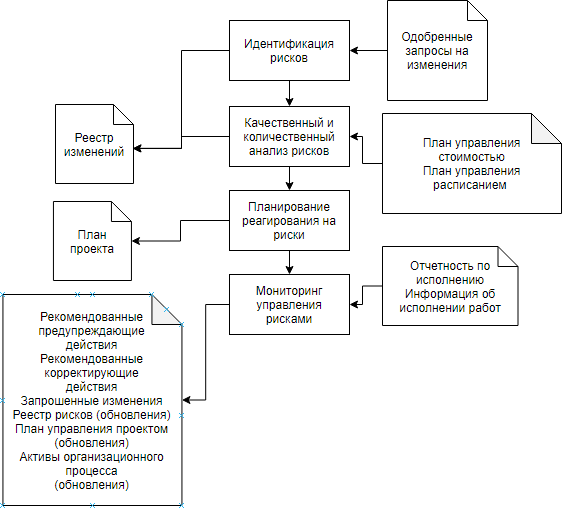 Идентификация
рисков
Одобренные
запросы на
изменения
Реестр
изменений
Качественный и
количественный
анализ рисков
План управления
стоимостью
План управления
расписанием
План
проекта
Планирование
реагирования на
риски
Мониторинг
управления
рисками
Отчетность по
исполнению
Информация об
исполнении работ
Рекомендованные
предупреждающие
действия
Рекомендованные
корректирующие
действия
Запрошенные изменения
Реестр рисков (обновления)
План управления проектом
(обновления)
Активы организационного
процесса
(обновления)